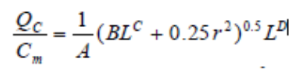 Q_C/C_m = 1/A (BL^C + 0.25r^2)^0.5 L^D